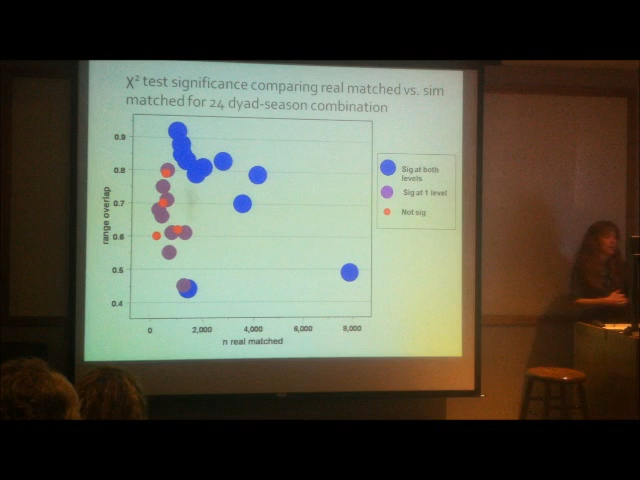 χ² test significance comparing real matched vs. sim
matched for 24 dyad-season combination
0.9
0.8
0.7
0.6
0.5
0.4
range overlap
0
2,000
4,000
6,000
8,000
n real matched
Sig at both
levels
Sig at 1 level
Not sig